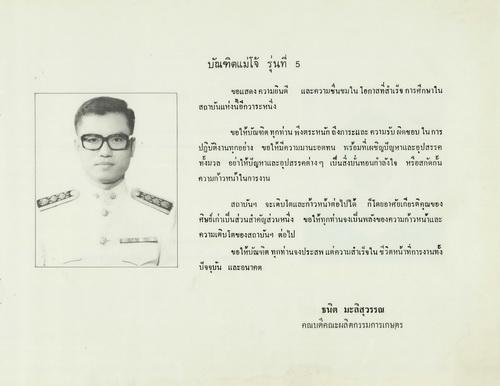 บัณฑิตแม่โจ้ รุ่นที่ 5
ขอแสดงความยินดี และความชื่นชมในโอกาสที่สำเร็จการศึกษาใน
สถาบันแห่งนี้อีกวาระหนึ่ง
ขอให้บัณฑิตทุกท่าน พึงตระหนักถึงภาระและความรับผิดชอบในการ
ปฏิบัติงานทุกอย่าง ขอให้มีความมานะอดทน พร้อมที่เผชิญปัญหาและอุปสรรค
ทั้งมวล อย่าให้ปัญหาและอุปสรรคต่างๆ เป็นสิ่งบั่นทอนกำลังใจ หรือสกัดกั้น
ความก้าวหน้าในการงาน
สถาบันฯ จะเติบโตและก้าวหน้าต่อไปได้ ก็โดยอาศัยเกียรติคุณของ
ศิษย์เก่าเป็นส่วนสำคัญส่วนหนึ่ง ขอให้ทุกท่านจงเป็นพลังของความก้าวหน้าและ
ความเติบโตของสถาบันฯ ต่อไป
ขอให้บัณฑิตทุกท่านจงประสพแต่ความสำเร็จในชีวิตหน้าที่การงานทั้ง
ปัจจุบัน และอนาคต
ธนิต มะลิสุวรรณ
คณบดีคณะผลิตกรรมการเกษตร